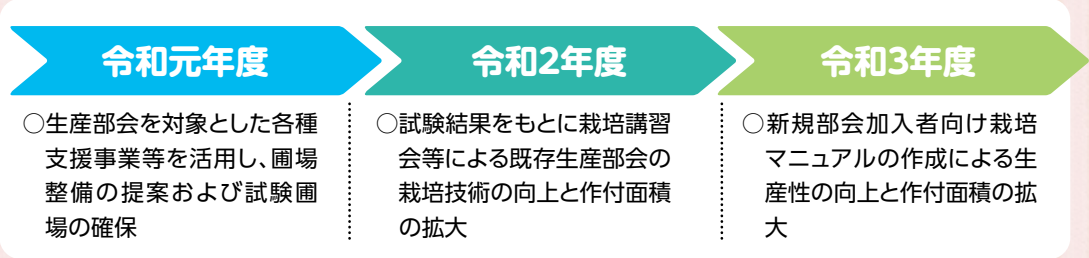 令和元年度
○生産部会を対象とした各種
支援事業等を活用し、圃場
整備の提案および試験圃
場の確保
令和2年度
○試験結果をもとに栽培講習
会等による既存生産部会の
栽培技術の向上と作付面積
の拡大
令和3年度
○新規部会加入者向け栽培
マニュアルの作成による生
産性の向上と作付面積の拡
大